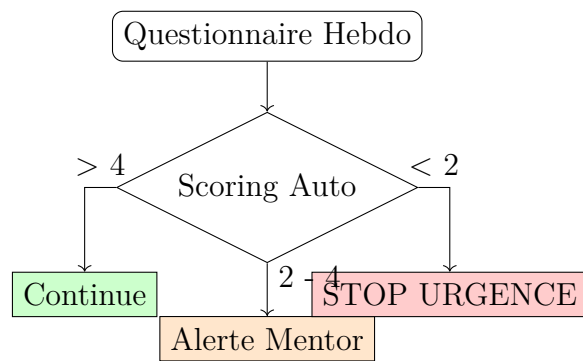 Questionnaire Hebdo
> 4
< 2
Scoring Auto
2 - 4
Continue
STOP URGENCE
Alerte Mentor